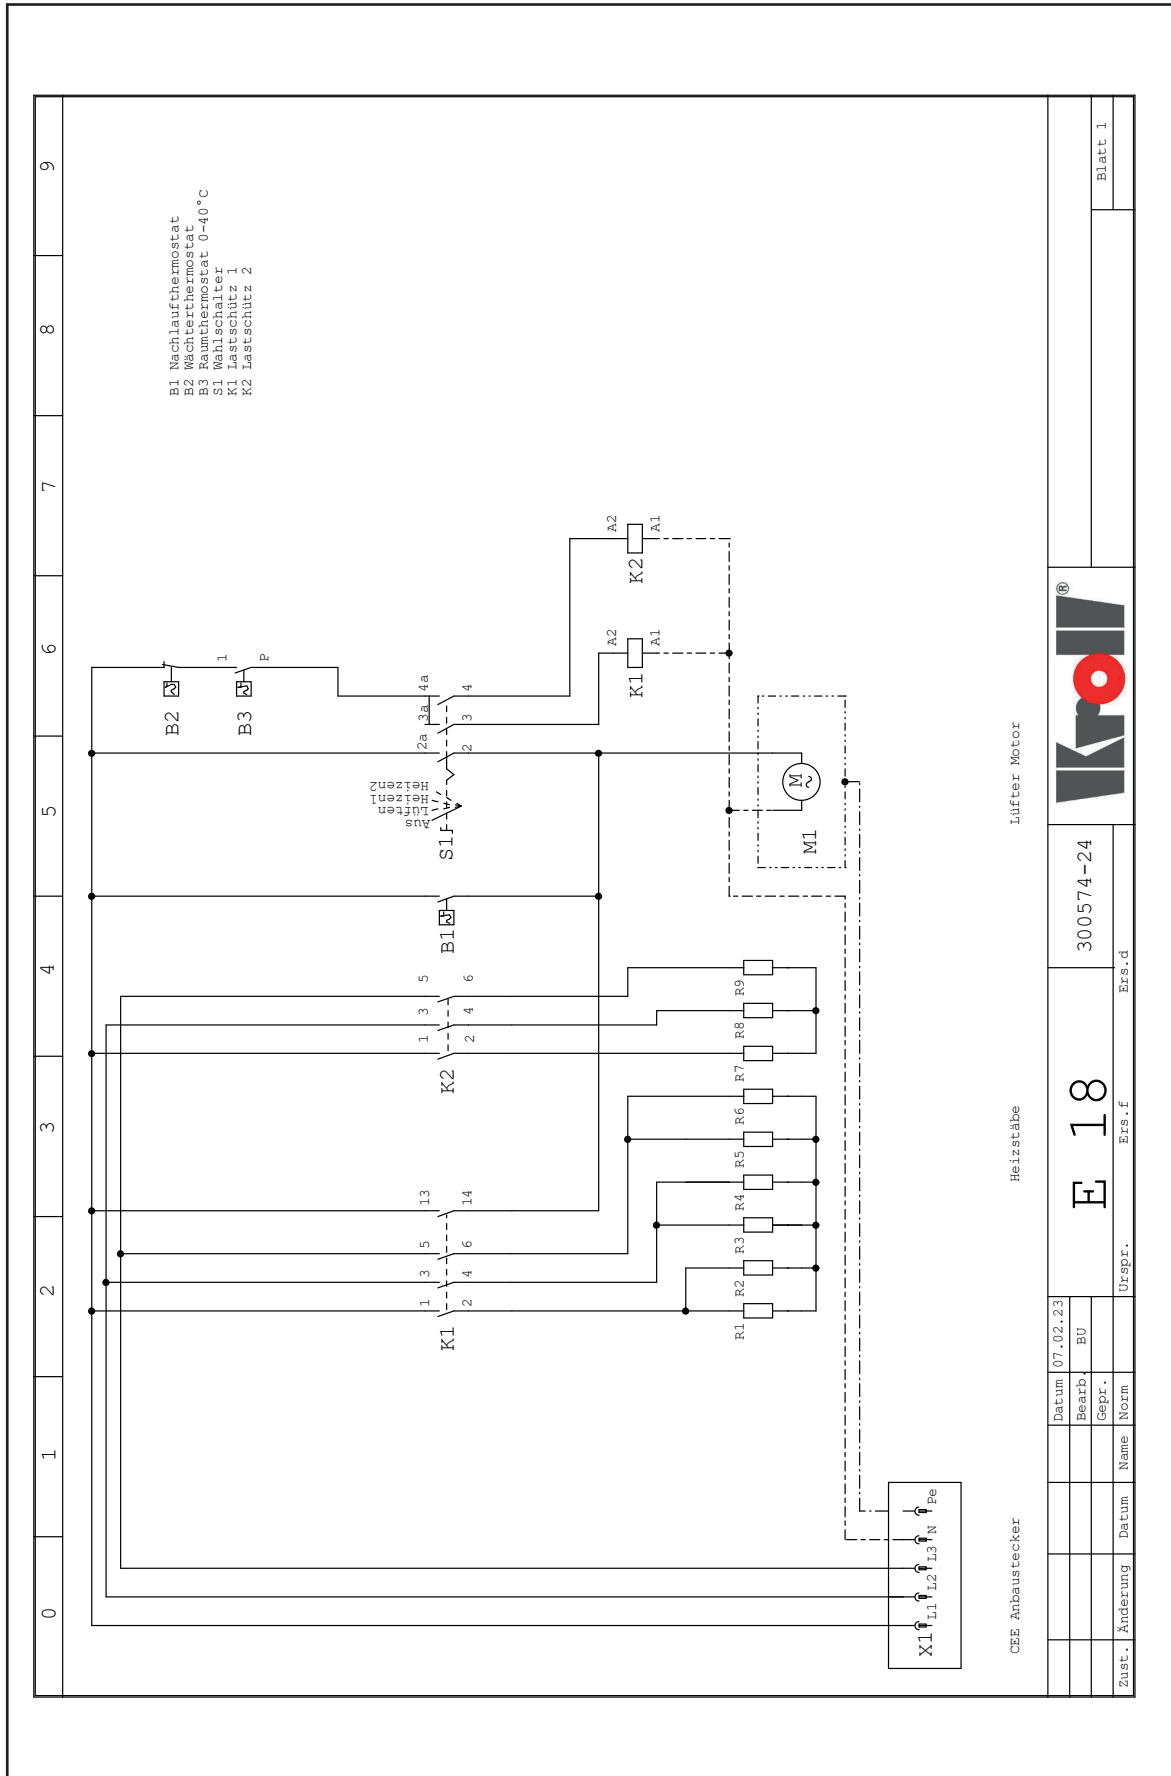 0 1 2 3 4 5 6 7 8 9
B1 Nachlaufthermostat
B2 Wächterthermostat
B3 Raumthermostat 0-40°C
S1 Wahlschalter
K1 Lastschütz 1
K2 Lastschütz 2
B2
B3
1
P
K1
1 2
3 4
5 6
13 14
K2
1 2
3 4
5 6
B1
S1
Aus
Lüften
Heizen1
Heizen2
2a 2
3a 3
4a 4
K1
A2
A1
K2
A2
A1
R1 R2 R3 R4 R5 R6 R7 R8 R9
M
M1
X1
L1 L2 L3 N Pe
CEE Anbaustecker
Heizstäbe
Lüfter Motor
Datum 07.02.23
Bearb. BU
Gepr.
Zust. Änderung Datum Name Norm
E 18
Urspr. Ers.f Ers.d
300574-24
Kroll®
Blatt 1